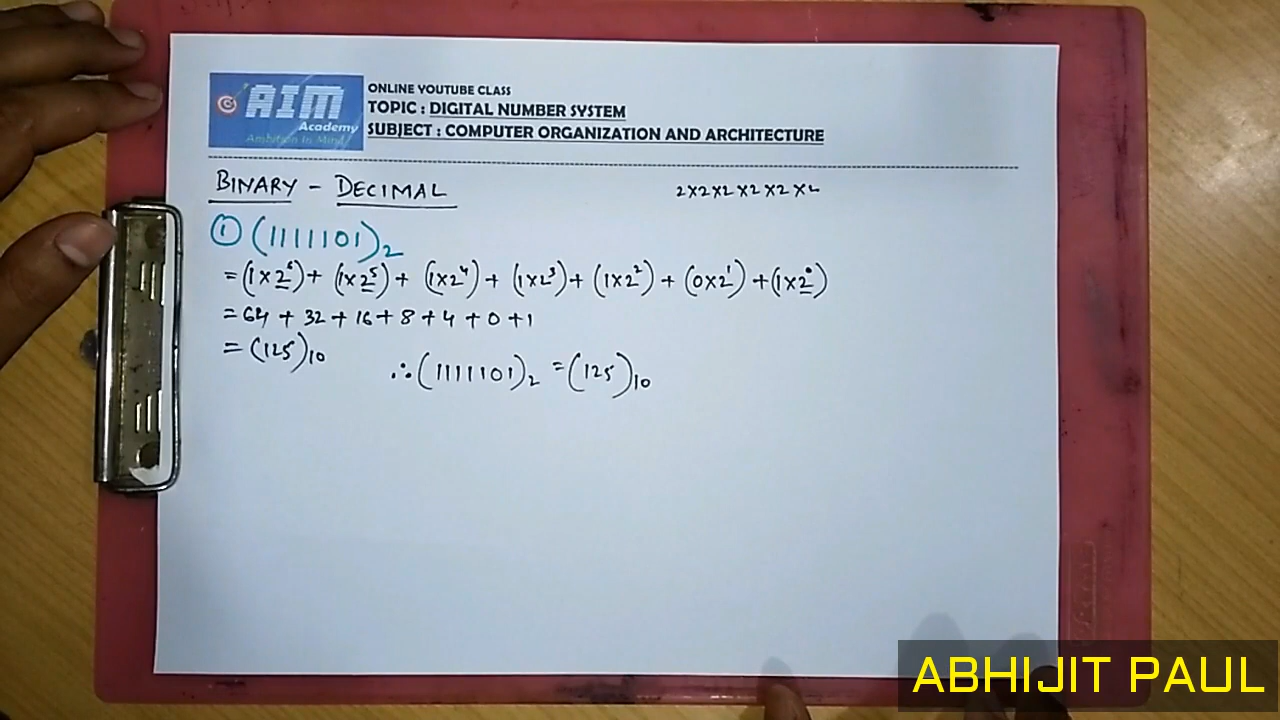 AIM
Academy
Ambition in Mind
ONLINE YOUTUBE CLASS
TOPIC : DIGITAL NUMBER SYSTEM
SUBJECT : COMPUTER ORGANIZATION AND ARCHITECTURE
BINARY - DECIMAL
2×2×2×2×2×2
① (1111101)₂
= (1×2⁶) + (1×2⁵) + (1×2⁴) + (1×2³) + (1×2²) + (0×2¹) + (1×2⁰)
= 64 + 32 + 16 + 8 + 4 + 0 + 1
= (125)₁₀
∴ (1111101)₂ = (125)₁₀
ABHIJIT PAUL